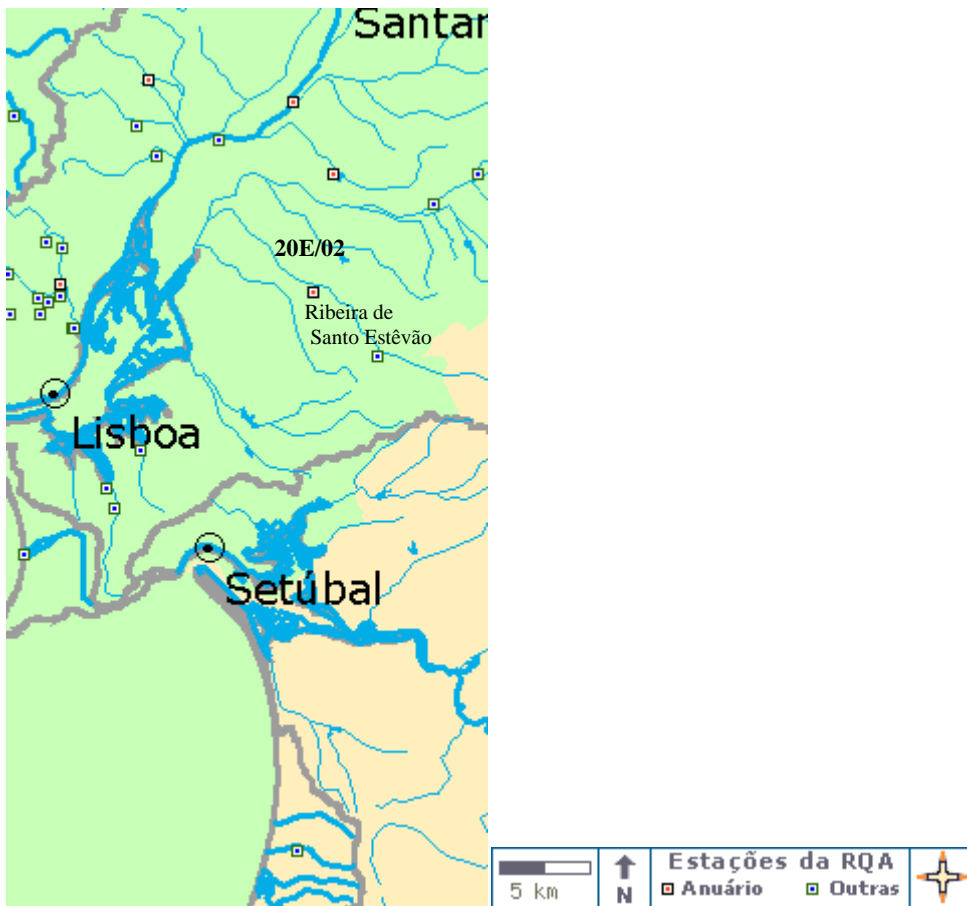 Santar
20E/02
Ribeira de
Santo Estêvão
Lisboa
Setúbal
Estações da RQA
5 km
N
Anuário
Outras